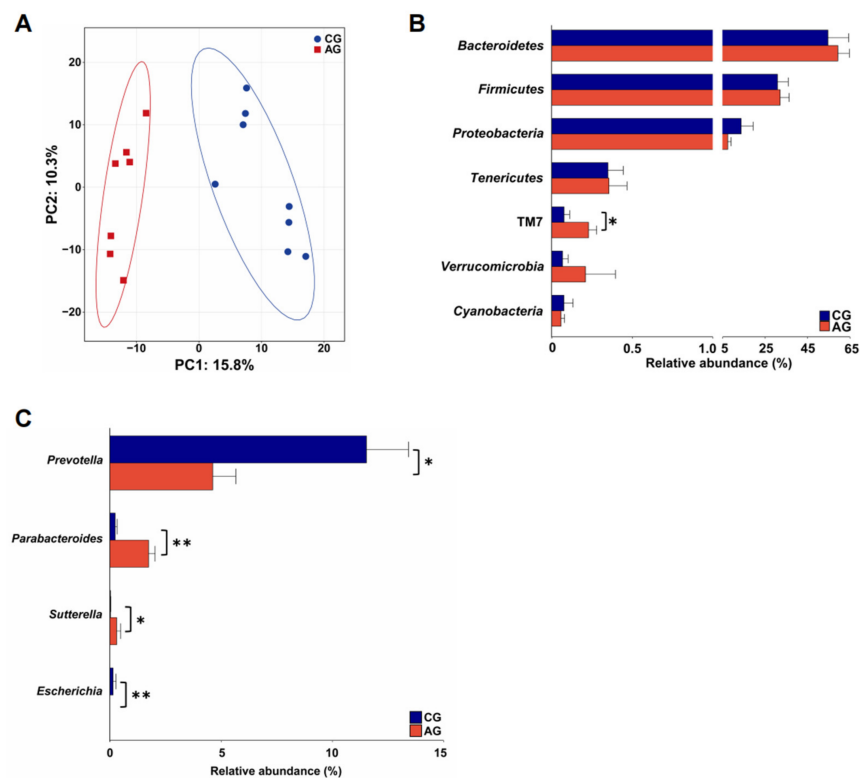 A
CG
AG
20
10
0
−10
−20
PC2: 10.3%
−10
0
10
20
PC1: 15.8%
B
Bacteroidetes
Firmicutes
Proteobacteria
Tenericutes
TM7
*
Verrucomicrobia
Cyanobacteria
CG
AG
0
0.5
1.0
5
25
45
65
Relative abundance (%)
C
Prevotella
*
Parabacteroides
**
Sutterella
*
Escherichia
**
CG
AG
0
5
10
15
Relative abundance (%)